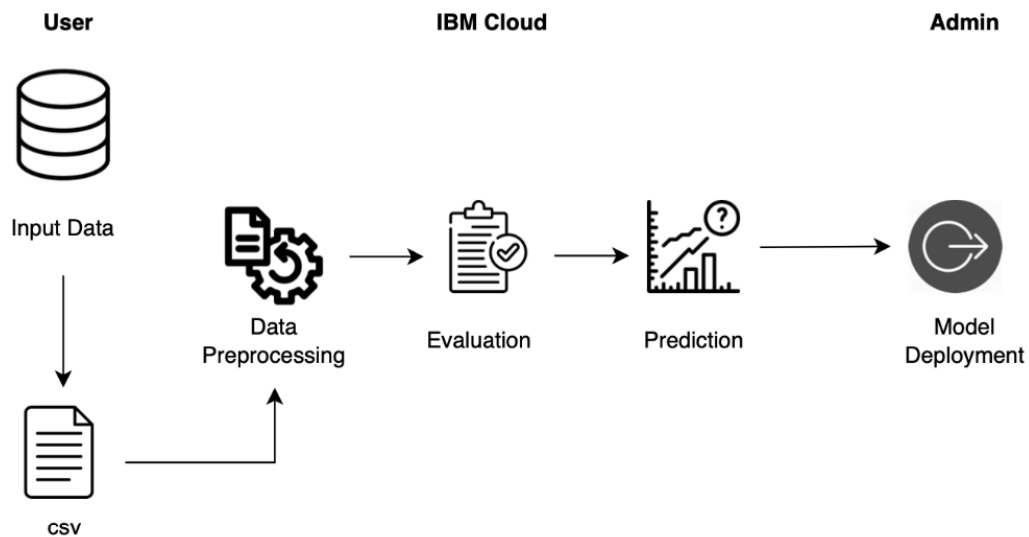 User
IBM Cloud
Admin
Input Data
?
Data
Preprocessing
Evaluation
Prediction
Model
Deployment
csv